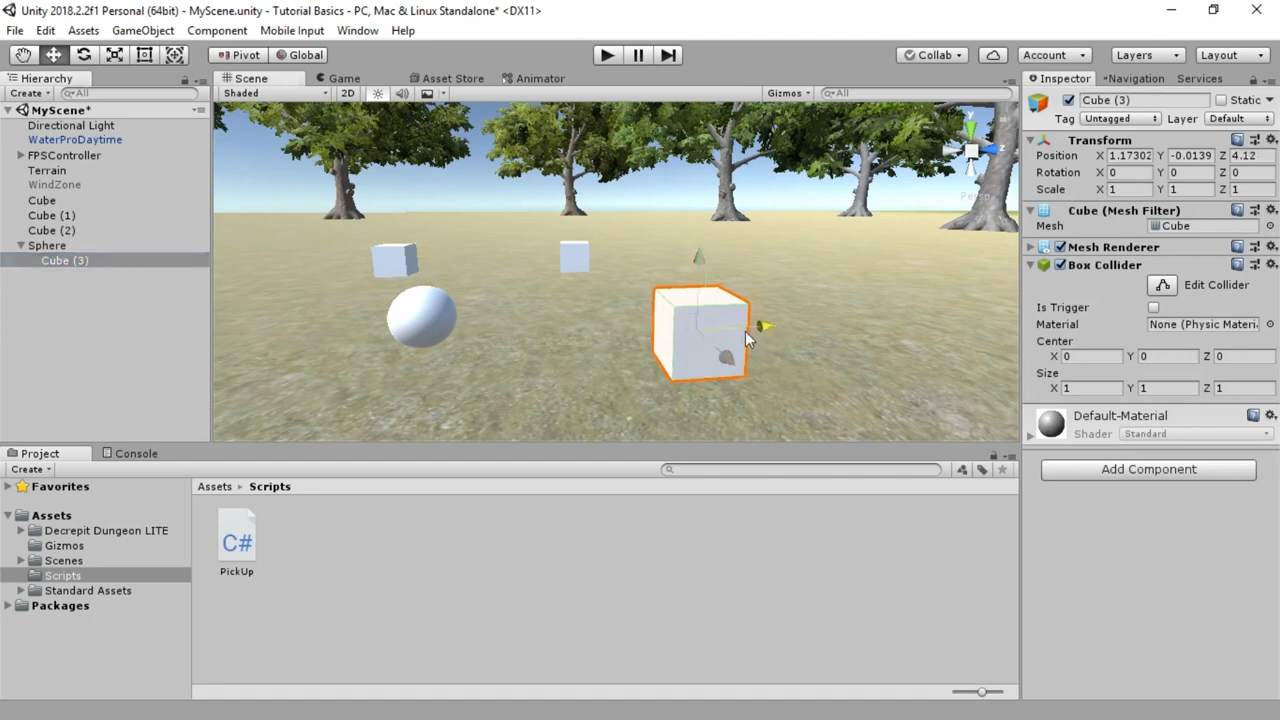 Unity 2018.2.2f1 Personal (64bit) - MyScene.unity - Tutorial Basics - PC, Mac & Linux Standalone* <DX11>
File Edit Assets GameObject Component Mobile Input Window Help
Pivot Global Collab Account Layers Layout
Hierarchy
Create All
MyScene*
Directional Light
WaterProDaytime
FPSController
Terrain
WindZone
Cube
Cube (1)
Cube (2)
Sphere
Cube (3)
Scene Game Asset Store Animator
Shaded 2D Gizmos All
y
z
Persp
Inspector Navigation Services
Cube (3) Static
Tag Untagged Layer Default
Transform
Position X 1.17302 Y -0.0139 Z 4.12
Rotation X 0 Y 0 Z 0
Scale X 1 Y 1 Z 1
Cube (Mesh Filter)
Mesh Cube
Mesh Renderer
Box Collider
Edit Collider
Is Trigger
Material None (Physic Materi
Center
X 0 Y 0 Z 0
Size
X 1 Y 1 Z 1
Default-Material
Shader Standard
Add Component
Project Console
Create
Favorites
Assets
Decrepit Dungeon LITE
Gizmos
Scenes
Scripts
Standard Assets
Packages
Assets Scripts
C#
PickUp